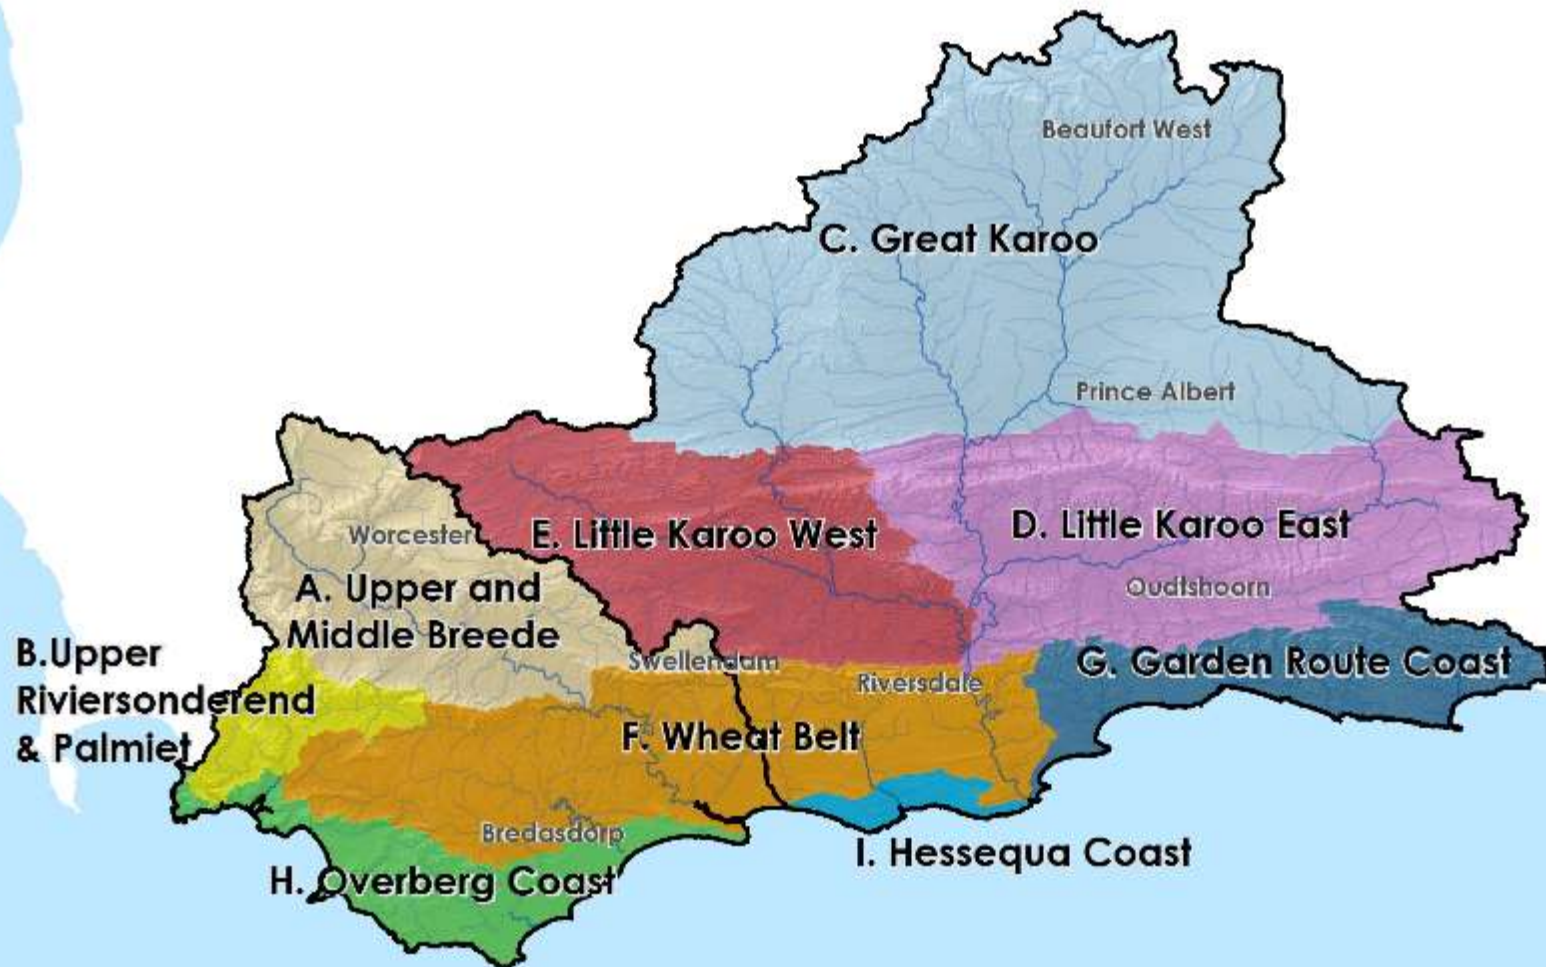 Beaufort West
C. Great Karoo
Prince Albert
Worcester
E. Little Karoo West
D. Little Karoo East
A. Upper and
Middle Breede
Oudtshoorn
B.Upper
Riviersonderend
& Palmiet
Swellendam
Riversdale
G. Garden Route Coast
F. Wheat Belt
Bredasdorp
I. Hessequa Coast
H. Overberg Coast